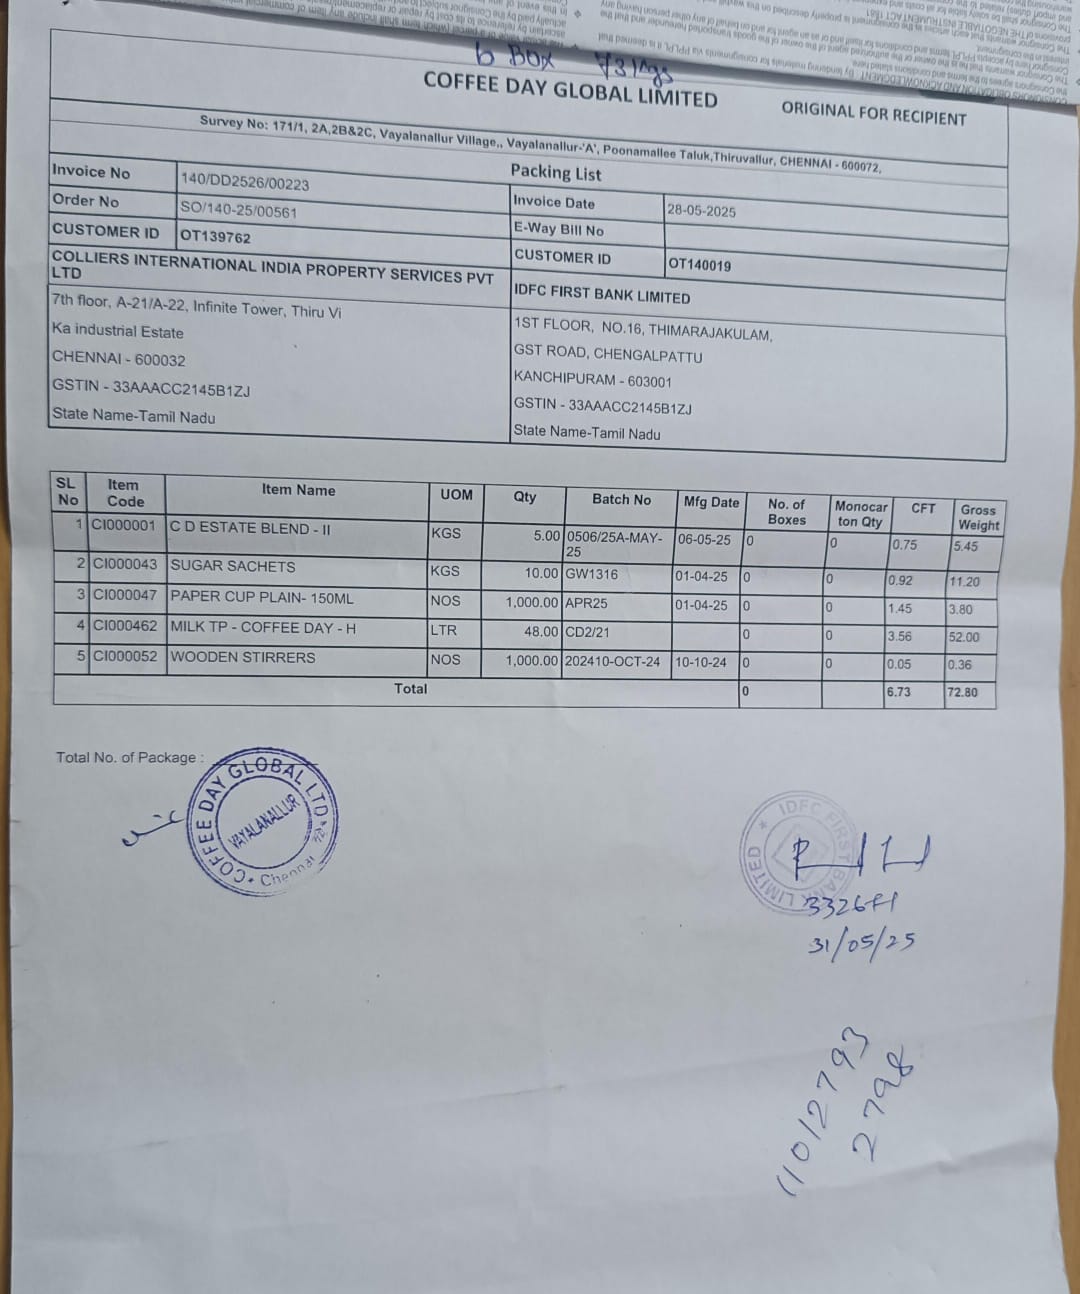 6 Box 73 kgs
COFFEE DAY GLOBAL LIMITED
ORIGINAL FOR RECIPIENT
Survey No: 171/1, 2A,2B&2C, Vayalanallur Village,, Vayalanallur-'A', Poonamallee Taluk,Thiruvallur, CHENNAI - 600072,
Packing List
Invoice No 140/DD2526/00223 Invoice Date 28-05-2025
Order No SO/140-25/00561 E-Way Bill No
CUSTOMER ID OT139762 CUSTOMER ID OT140019
COLLIERS INTERNATIONAL INDIA PROPERTY SERVICES PVT
LTD
7th floor, A-21/A-22, Infinite Tower, Thiru Vi
Ka industrial Estate
CHENNAI - 600032
GSTIN - 33AAACC2145B1ZJ
State Name-Tamil Nadu
IDFC FIRST BANK LIMITED
1ST FLOOR, NO.16, THIMARAJAKULAM,
GST ROAD, CHENGALPATTU
KANCHIPURAM - 603001
GSTIN - 33AAACC2145B1ZJ
State Name-Tamil Nadu
SL No Item Code Item Name UOM Qty Batch No Mfg Date No. of Boxes Monocar ton Qty CFT Gross Weight
1 CI000001 C D ESTATE BLEND - II KGS 5.00 0506/25A-MAY-25 06-05-25 0 0 0.75 5.45
2 CI000043 SUGAR SACHETS KGS 10.00 GW1316 01-04-25 0 0 0.92 11.20
3 CI000047 PAPER CUP PLAIN- 150ML NOS 1,000.00 APR25 01-04-25 0 0 1.45 3.80
4 CI000462 MILK TP - COFFEE DAY - H LTR 48.00 CD2/21 0 0 3.56 52.00
5 CI000052 WOODEN STIRRERS NOS 1,000.00 202410-OCT-24 10-10-24 0 0 0.05 0.36
Total 0 6.73 72.80
Total No. of Package :
COFFEE DAY GLOBAL LTD
VAYALANALLUR
Chennai
IDFC FIRST BANK LIMITED
31/05/25
2798